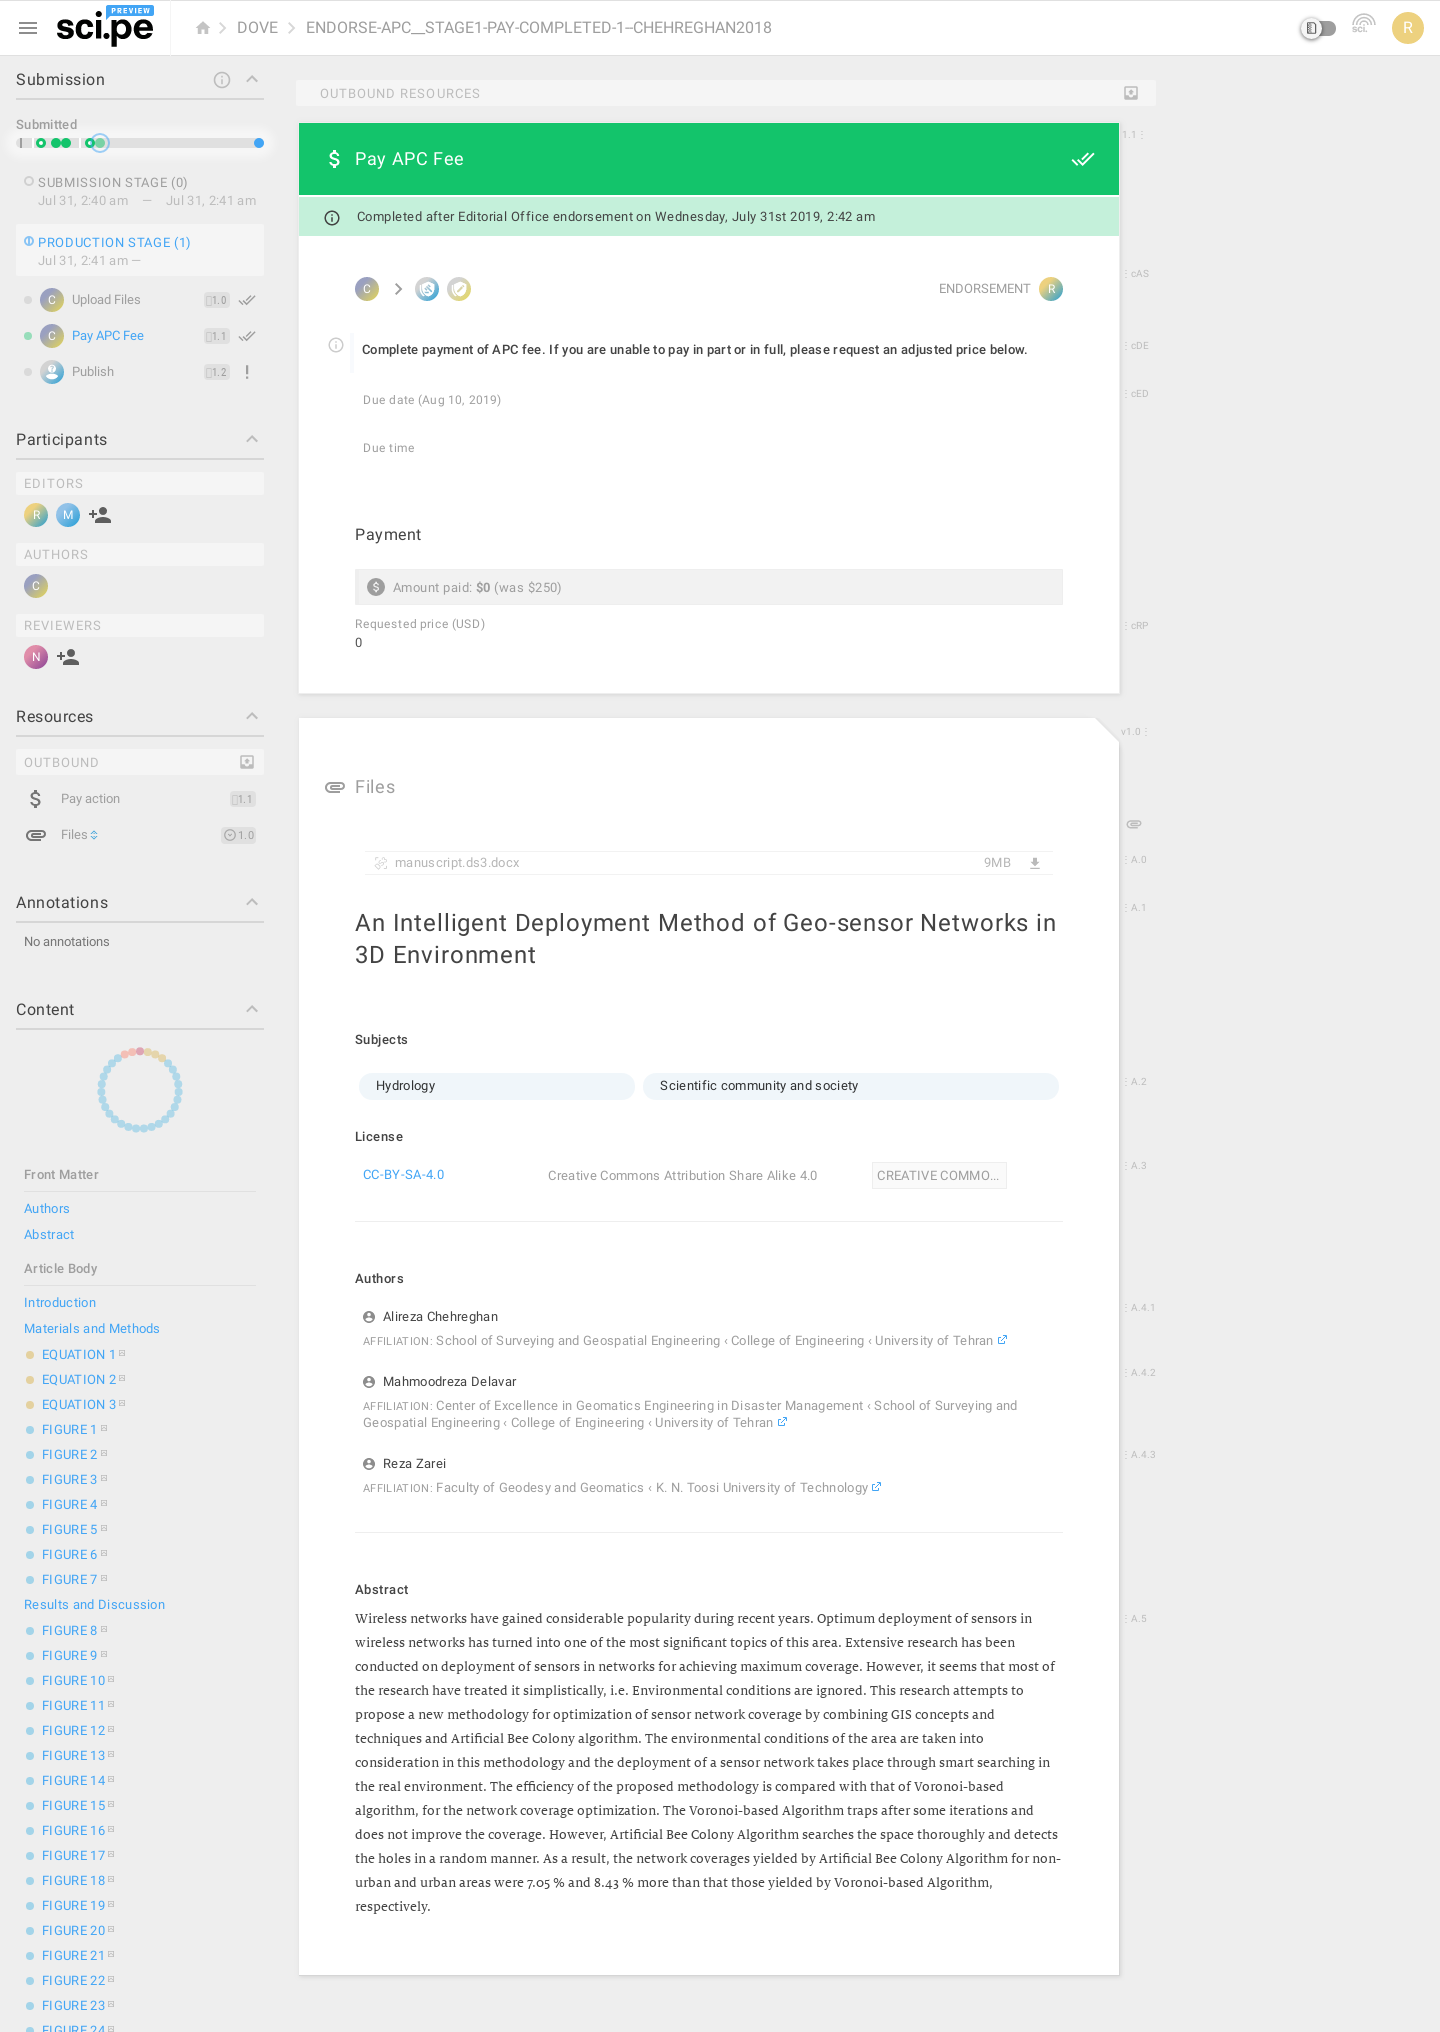 PREVIEW
sci.pe
DOVE
ENDORSE-APC__STAGE1-PAY-COMPLETED-1--CHEHREGHAN2018
sci.
R
Submission
Submitted
SUBMISSION STAGE (0)
Jul 31, 2:40 am — Jul 31, 2:41 am
PRODUCTION STAGE (1)
Jul 31, 2:41 am —
C Upload Files 1.0
C Pay APC Fee 1.1
Publish 1.2
Participants
EDITORS
R M
AUTHORS
C
REVIEWERS
N
Resources
OUTBOUND
Pay action 1.1
Files 1.0
Annotations
No annotations
Content
Front Matter
Authors
Abstract
Article Body
Introduction
Materials and Methods
EQUATION 1
EQUATION 2
EQUATION 3
FIGURE 1
FIGURE 2
FIGURE 3
FIGURE 4
FIGURE 5
FIGURE 6
FIGURE 7
Results and Discussion
FIGURE 8
FIGURE 9
FIGURE 10
FIGURE 11
FIGURE 12
FIGURE 13
FIGURE 14
FIGURE 15
FIGURE 16
FIGURE 17
FIGURE 18
FIGURE 19
FIGURE 20
FIGURE 21
FIGURE 22
FIGURE 23
FIGURE 24
OUTBOUND RESOURCES
1.1
Pay APC Fee
Completed after Editorial Office endorsement on Wednesday, July 31st 2019, 2:42 am
C ENDORSEMENT R
cAS
Complete payment of APC fee. If you are unable to pay in part or in full, please request an adjusted price below.
cDE
Due date (Aug 10, 2019)
cED
Due time
Payment
Amount paid: $0 (was $250)
Requested price (USD)
cRP
0
v1.0
Files
manuscript.ds3.docx 9MB
A.0
An Intelligent Deployment Method of Geo-sensor Networks in
3D Environment
A.1
Subjects
Hydrology Scientific community and society
A.2
License
CC-BY-SA-4.0 Creative Commons Attribution Share Alike 4.0 CREATIVE COMMO...
A.3
Authors
Alireza Chehreghan
A.4.1
AFFILIATION: School of Surveying and Geospatial Engineering ‹ College of Engineering ‹ University of Tehran
Mahmoodreza Delavar
A.4.2
AFFILIATION: Center of Excellence in Geomatics Engineering in Disaster Management ‹ School of Surveying and
Geospatial Engineering ‹ College of Engineering ‹ University of Tehran
Reza Zarei
A.4.3
AFFILIATION: Faculty of Geodesy and Geomatics ‹ K. N. Toosi University of Technology
Abstract
A.5
Wireless networks have gained considerable popularity during recent years. Optimum deployment of sensors in
wireless networks has turned into one of the most significant topics of this area. Extensive research has been
conducted on deployment of sensors in networks for achieving maximum coverage. However, it seems that most of
the research have treated it simplistically, i.e. Environmental conditions are ignored. This research attempts to
propose a new methodology for optimization of sensor network coverage by combining GIS concepts and
techniques and Artificial Bee Colony algorithm. The environmental conditions of the area are taken into
consideration in this methodology and the deployment of a sensor network takes place through smart searching in
the real environment. The efficiency of the proposed methodology is compared with that of Voronoi-based
algorithm, for the network coverage optimization. The Voronoi-based Algorithm traps after some iterations and
does not improve the coverage. However, Artificial Bee Colony Algorithm searches the space thoroughly and detects
the holes in a random manner. As a result, the network coverages yielded by Artificial Bee Colony Algorithm for non-
urban and urban areas were 7.05 % and 8.43 % more than that those yielded by Voronoi-based Algorithm,
respectively.